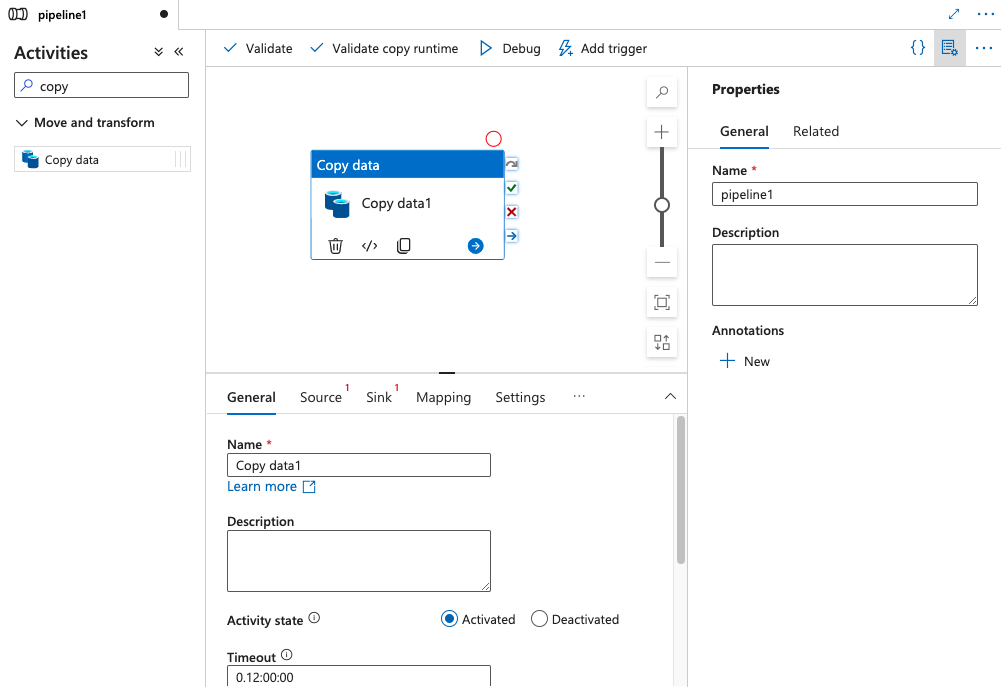 pipeline1
Activities
Validate
Validate copy runtime
Debug
Add trigger
{}
copy
Move and transform
Copy data
Copy data
Copy data1
Properties
General
Related
Name *
pipeline1
Description
Annotations
New
General
Source 1
Sink 1
Mapping
Settings
Name *
Copy data1
Learn more
Description
Activity state
Activated
Deactivated
Timeout
0.12:00:00